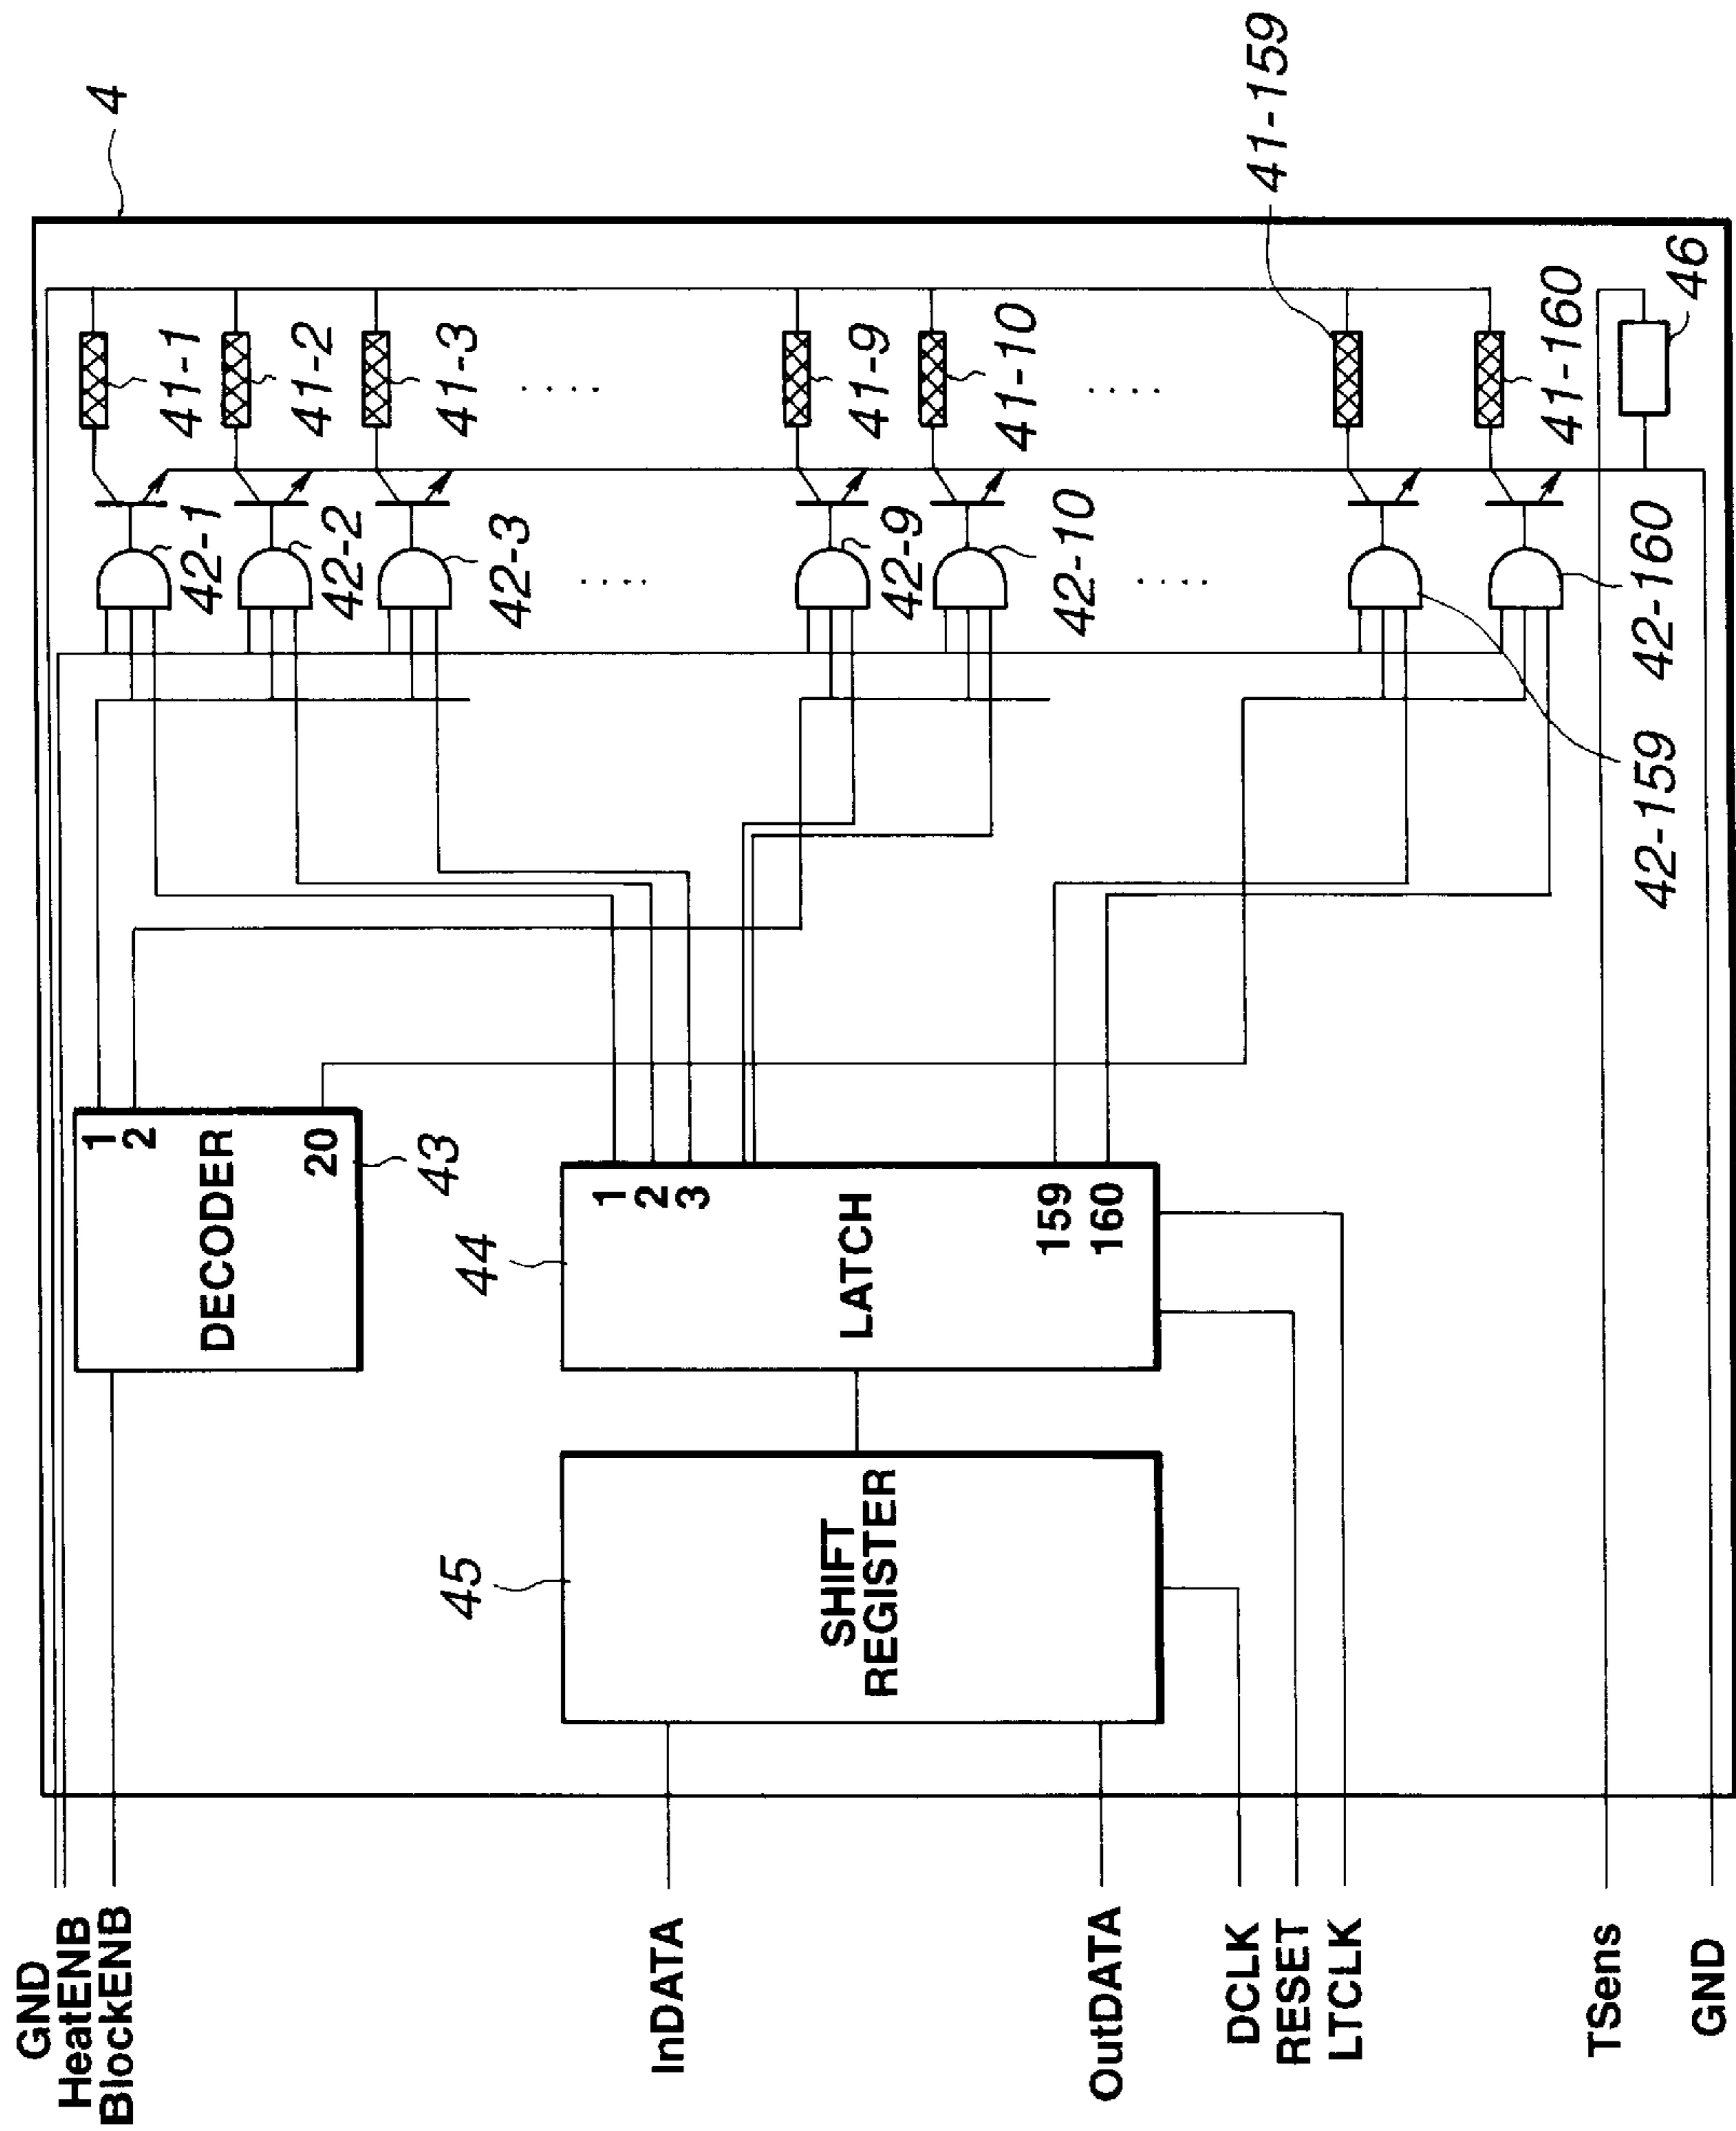 GND
HeatENB
BlockENB
InDATA
OutDATA
DCLK
RESET
LTCLK
TSens
GND
SHIFT
REGISTER
45
DECODER
1
2
20
43
LATCH
1
2
3
159
160
44
42-1
42-2
42-3
....
42-9
42-10
....
42-159
42-160
41-1
41-2
41-3
....
41-9
41-10
....
41-159
41-160
46
4